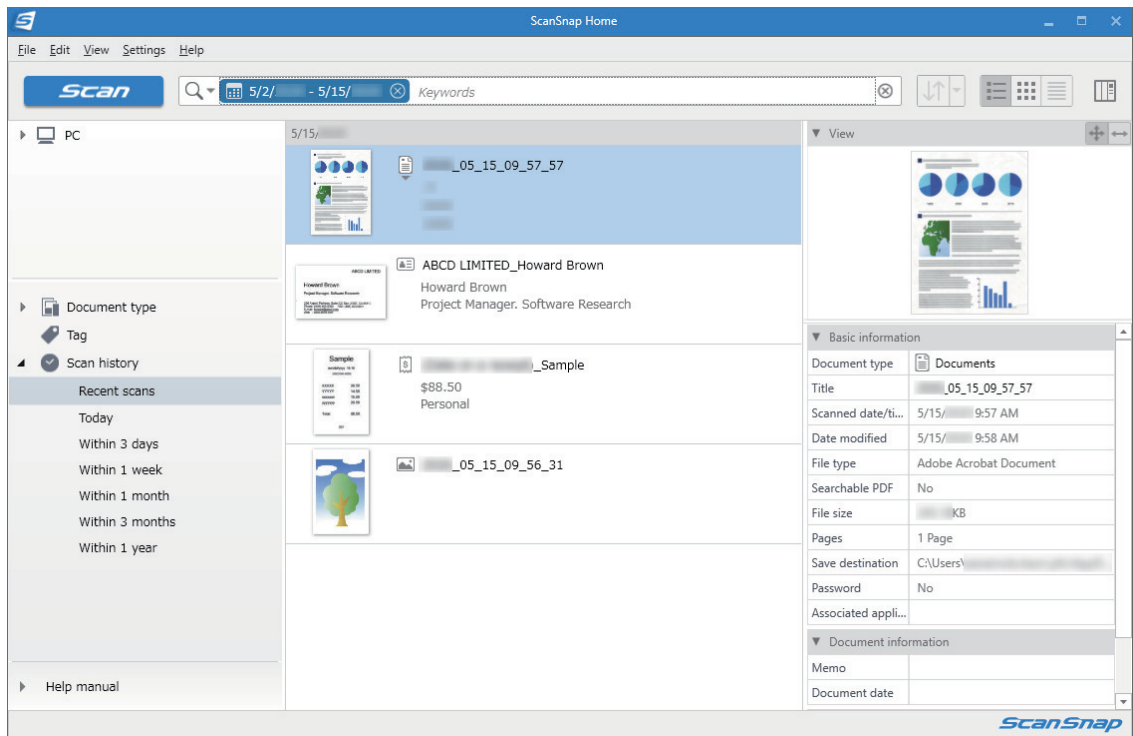 ScanSnap Home
File Edit View Settings Help
Scan
5/2/ - 5/15/ Keywords
PC
Document type
Tag
Scan history
Recent scans
Today
Within 3 days
Within 1 week
Within 1 month
Within 3 months
Within 1 year
Help manual
5/15/
_05_15_09_57_57
ABCD LIMITED
Howard Brown
ABCD LIMITED_Howard Brown
Howard Brown
Project Manager. Software Research
Sample
_Sample
$88.50
Personal
_05_15_09_56_31
View
Basic information
Document type Documents
Title _05_15_09_57_57
Scanned date/ti... 5/15/ 9:57 AM
Date modified 5/15/ 9:58 AM
File type Adobe Acrobat Document
Searchable PDF No
File size KB
Pages 1 Page
Save destination C:\Users\
Password No
Associated appli...
Document information
Memo
Document date
ScanSnap